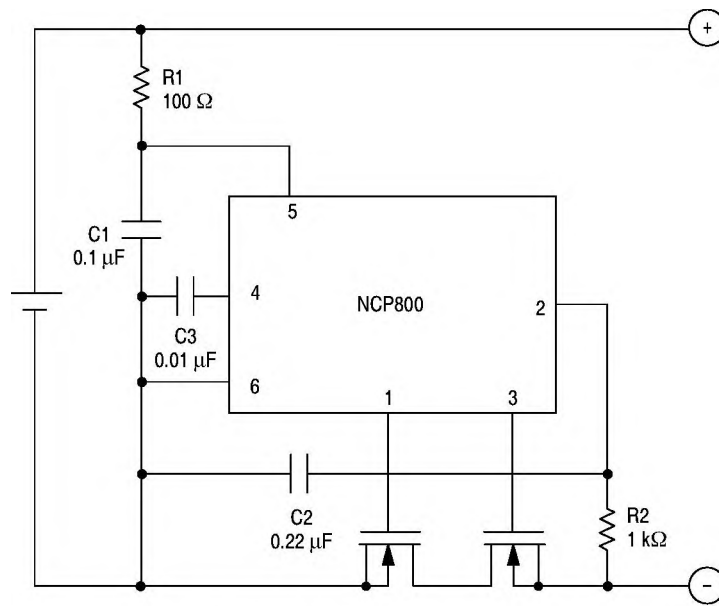 +
R1
100 Ω
5
C1
0.1 µF
4
NCP800
2
C3
0.01 µF
6
1
3
C2
0.22 µF
R2
1 kΩ
−